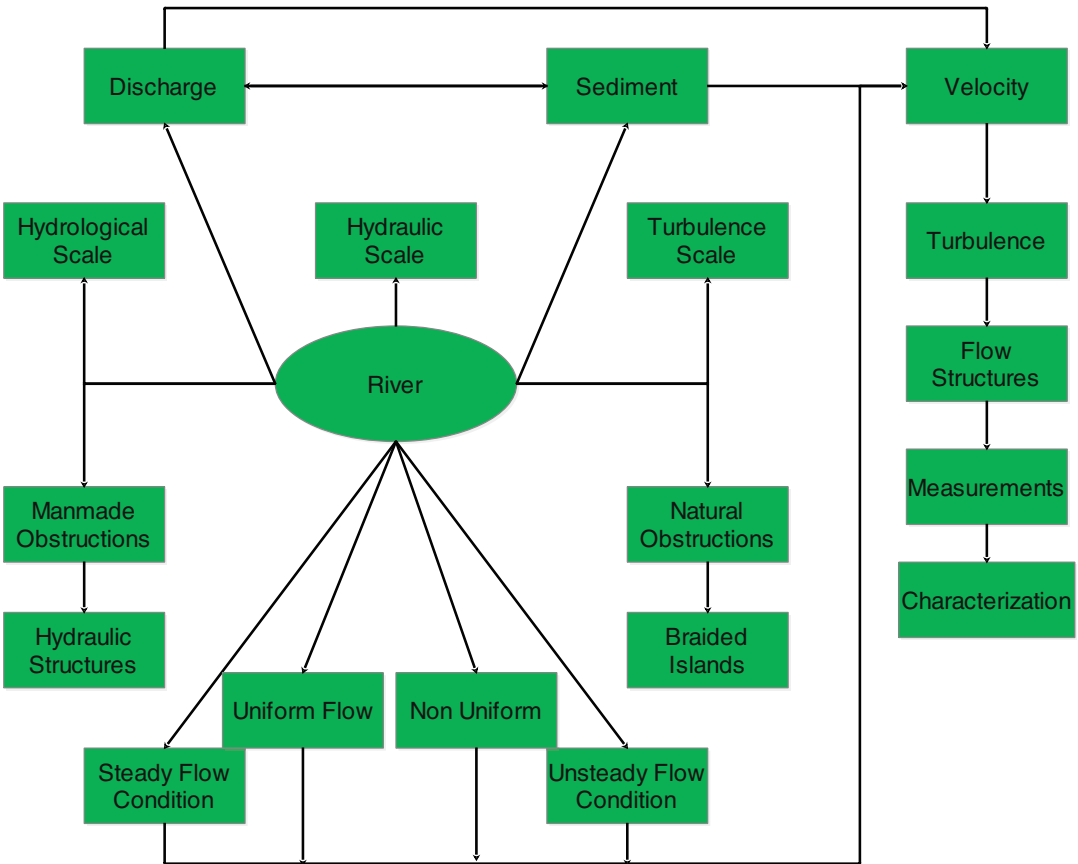 Discharge
Sediment
Velocity
Hydrological
Scale
Hydraulic
Scale
Turbulence
Scale
Turbulence
River
Flow
Structures
Manmade
Obstructions
Natural
Obstructions
Measurements
Hydraulic
Structures
Braided
Islands
Characterization
Uniform Flow
Non Uniform
Steady Flow
Condition
Unsteady Flow
Condition